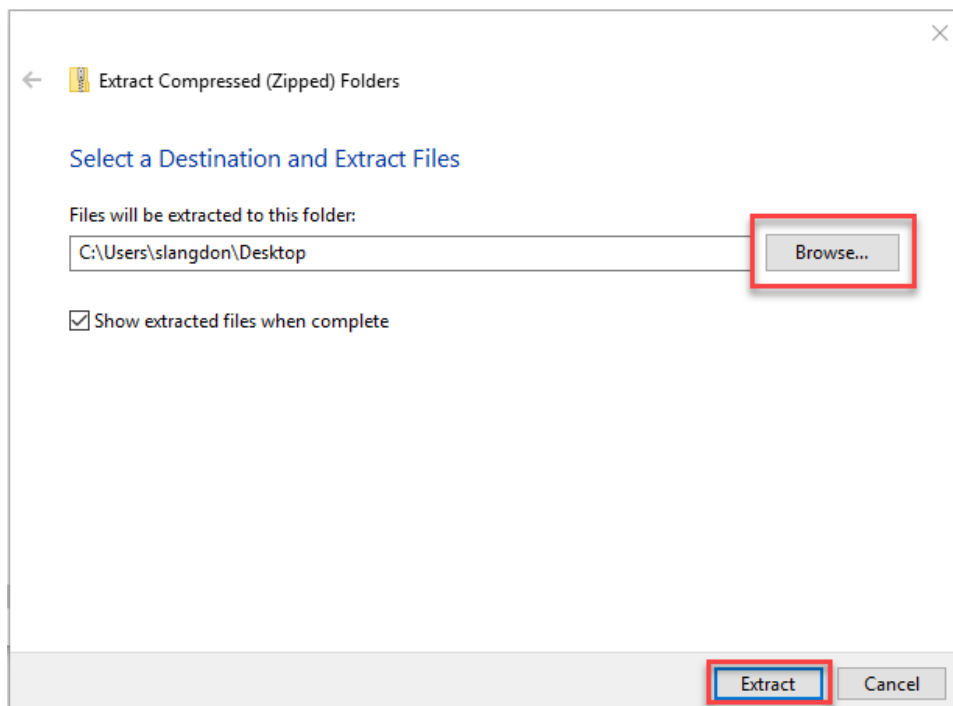 Extract Compressed (Zipped) Folders
Select a Destination and Extract Files
Files will be extracted to this folder:
C:\Users\slangdon\Desktop
Browse...
Show extracted files when complete
Extract
Cancel